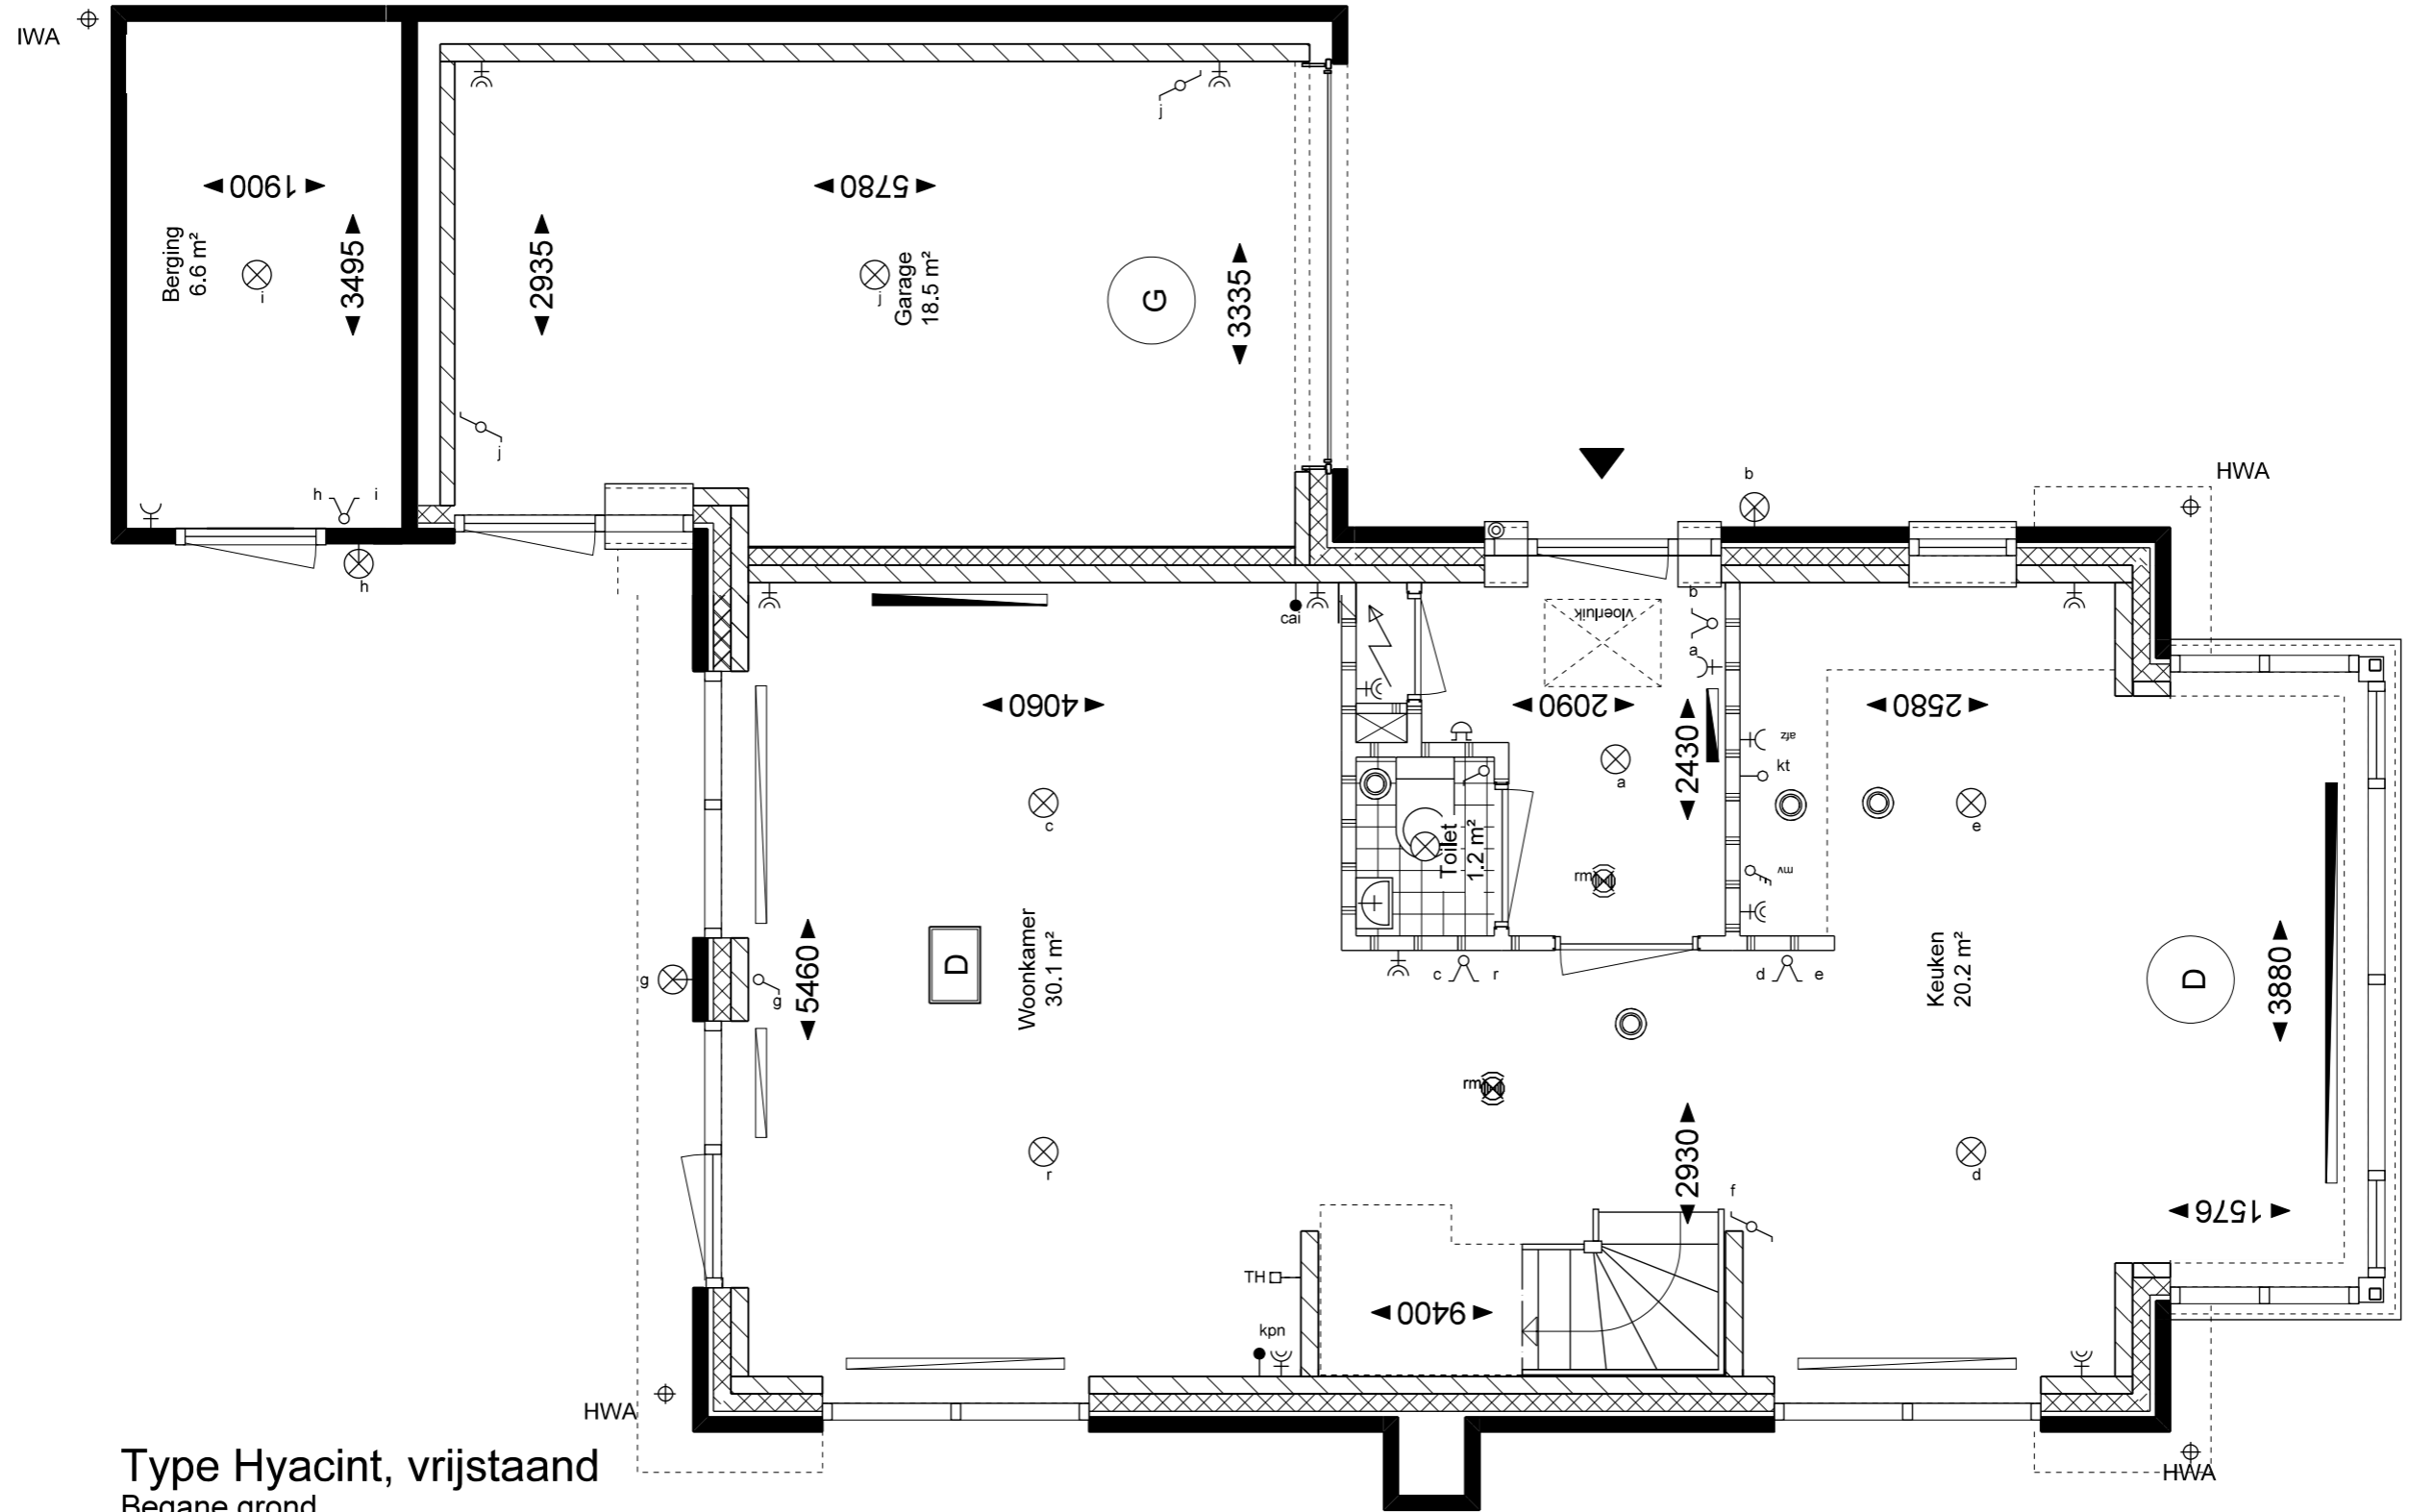 IWA
1900
Berging
6.6 m²
i
3495
h
i
h
2935
j
5780
j
Garage
18.5 m²
G
3335
j
b
HWA
cai
vloerluik
b
a
4060
2090
2430
2580
afz
kt
a
e
c
Toilet
1.2 m²
rm
mv
g
g
5460
D
Woonkamer
30.1 m²
c
r
d
e
Keuken
20.2 m²
D
3880
rm
r
2930
f
d
1576
TH
9400
kpn
HWA
HWA
Type Hyacint, vrijstaand
Begane grond